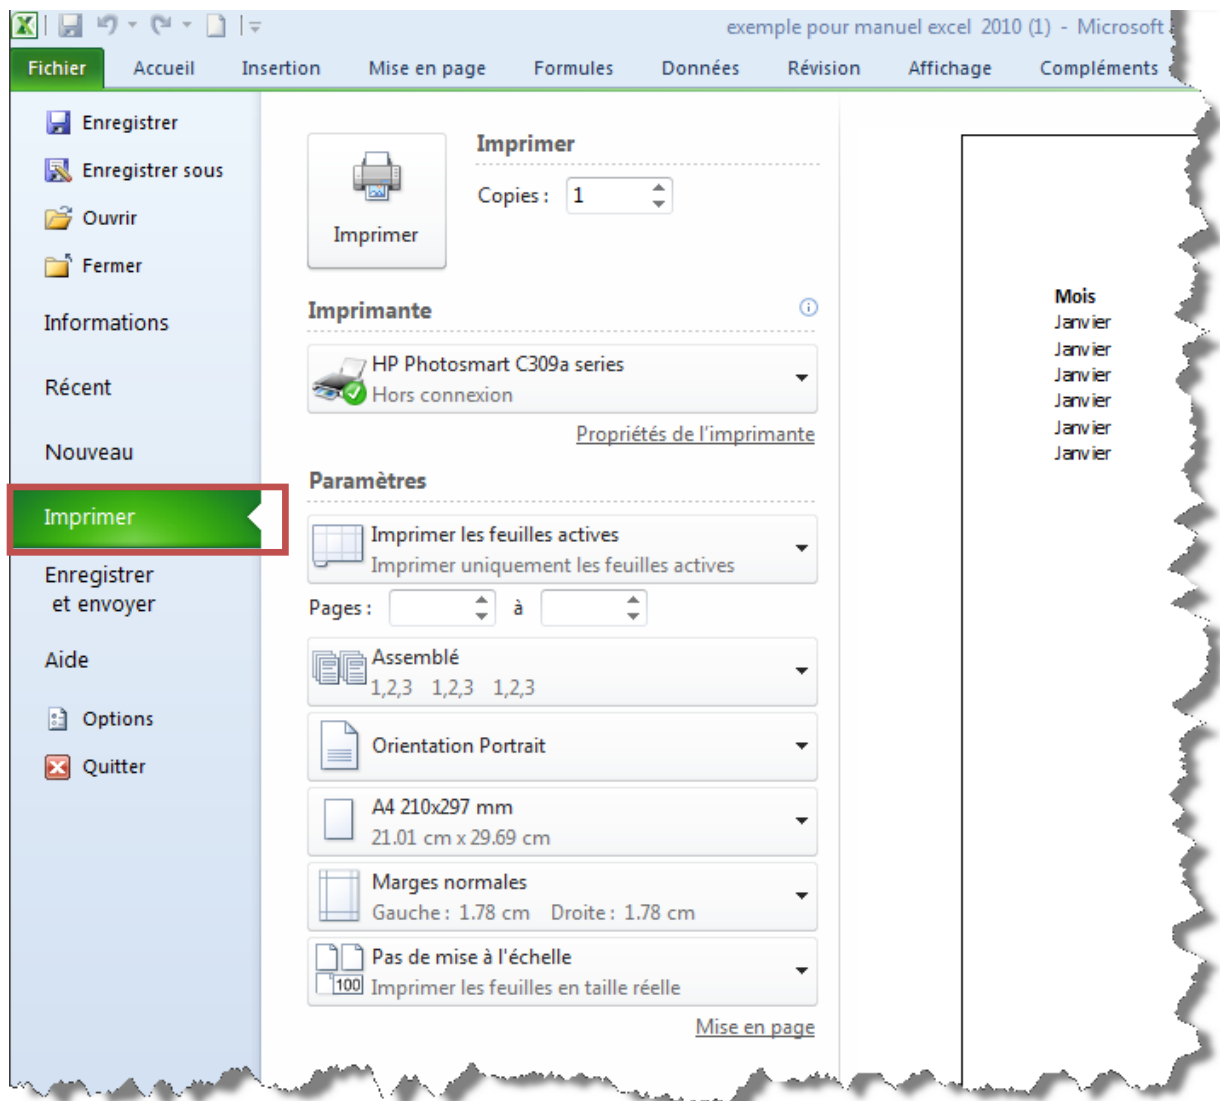 exemple pour manuel excel 2010 (1) - Microsoft
Fichier Accueil Insertion Mise en page Formules Données Révision Affichage Compléments
Enregistrer
Enregistrer sous
Ouvrir
Fermer
Informations
Récent
Nouveau
Imprimer
Enregistrer
et envoyer
Aide
Options
Quitter
Imprimer
Imprimer
Copies : 1
Imprimante
HP Photosmart C309a series
Hors connexion
Propriétés de l'imprimante
Paramètres
Imprimer les feuilles actives
Imprimer uniquement les feuilles actives
Pages : à
Assemblé
1,2,3 1,2,3 1,2,3
Orientation Portrait
A4 210x297 mm
21.01 cm x 29.69 cm
Marges normales
Gauche : 1.78 cm Droite : 1.78 cm
Pas de mise à l'échelle
100 Imprimer les feuilles en taille réelle
Mise en page
Mois
Janvier
Janvier
Janvier
Janvier
Janvier
Janvier